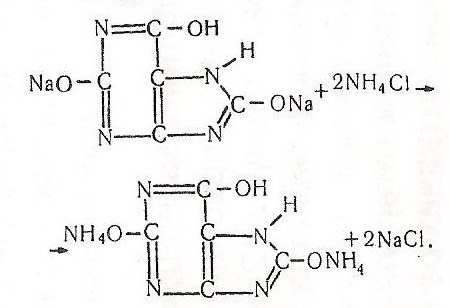 N=C-OH
H
NaO-C C-N
C-ONa + 2NH₄Cl →
N-C-N
N=C-OH
H
→ NH₄O-C C-N
C-ONH₄ + 2NaCl.
N-C-N